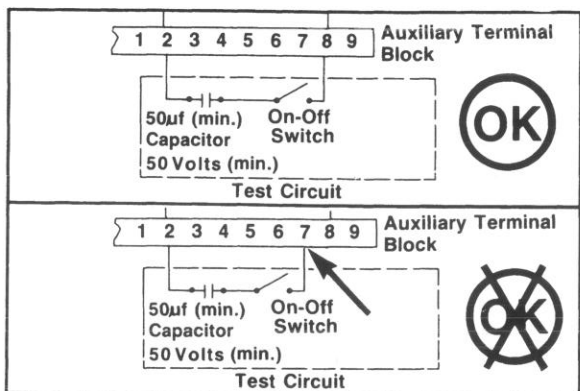 Auxiliary Terminal
1 2 3 4 5 6 7 8 9
Block
50µf (min.) On-Off
Capacitor Switch
50 Volts (min.)
Test Circuit
OK
Auxiliary Terminal
1 2 3 4 5 6 7 8 9
Block
50µf (min.) On-Off
Capacitor Switch
50 Volts (min.)
Test Circuit
OK